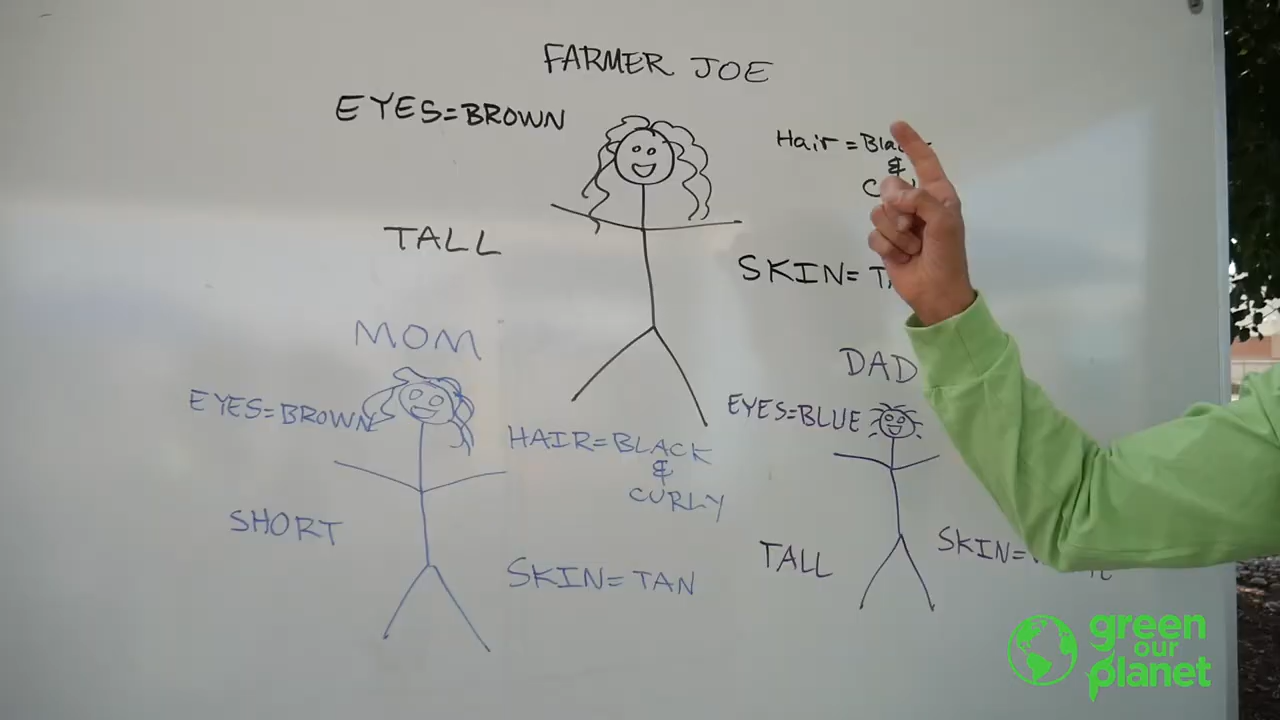 FARMER JOE
EYES=BROWN
Hair =
&
TALL
SKIN=
MOM
EYES=BROWN
HAIR=BLACK
&
CURLY
SHORT
SKIN=TAN
DAD
EYES=BLUE
TALL
SKIN=
green
our
planet